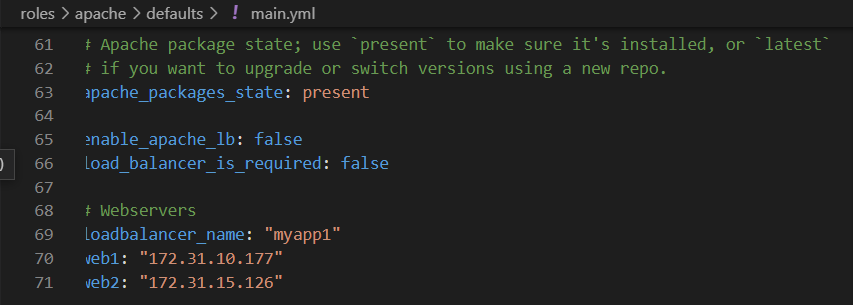 roles > apache > defaults > ! main.yml
61 # Apache package state; use `present` to make sure it's installed, or `latest`
62 # if you want to upgrade or switch versions using a new repo.
63 apache_packages_state: present
64
65 enable_apache_lb: false
66 load_balancer_is_required: false
67
68 # Webservers
69 loadbalancer_name: "myapp1"
70 web1: "172.31.10.177"
71 web2: "172.31.15.126"
)